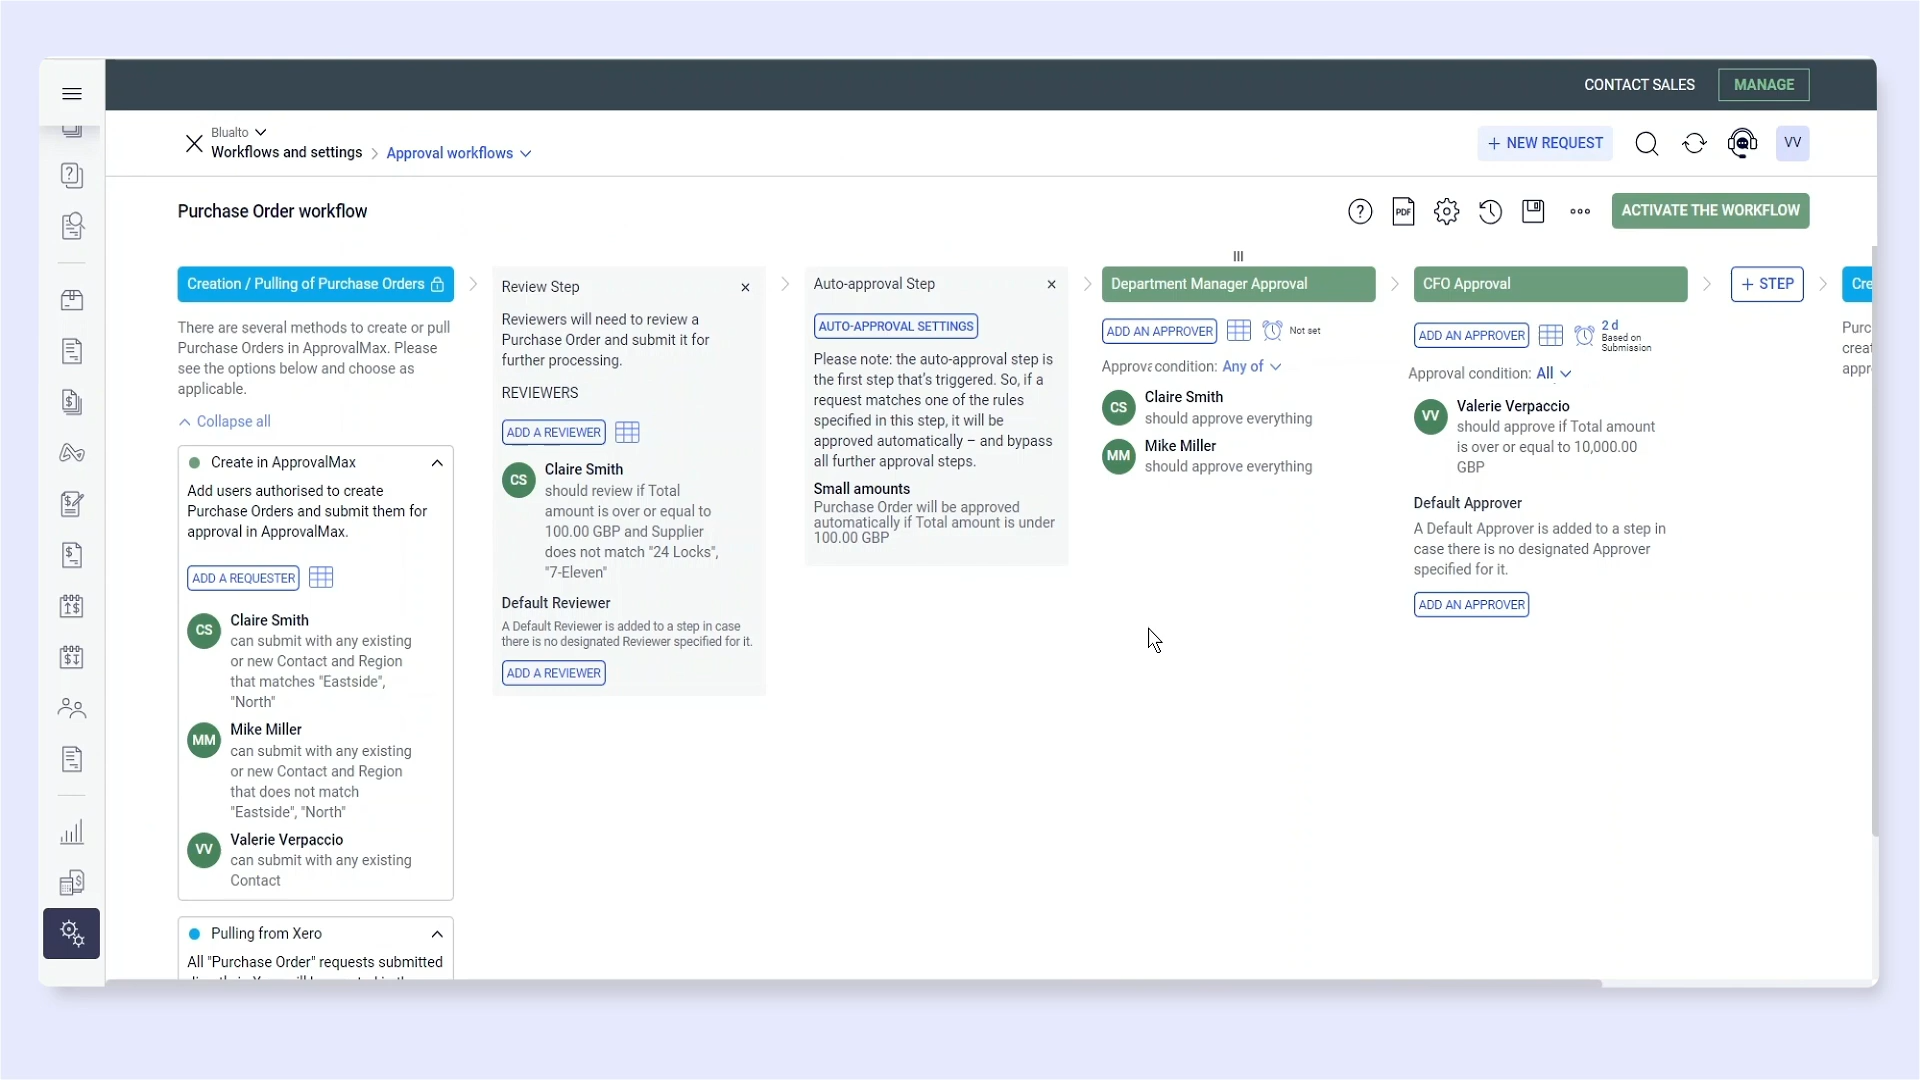 CONTACT SALES
MANAGE
Blualto
Workflows and settings
Approval workflows
+ NEW REQUEST
VV
Purchase Order workflow
PDF
ACTIVATE THE WORKFLOW
Creation / Pulling of Purchase Orders
There are several methods to create or pull
Purchase Orders in ApprovalMax. Please
see the options below and choose as
applicable.
Collapse all
Create in ApprovalMax
Add users authorised to create
Purchase Orders and submit them for
approval in ApprovalMax.
ADD A REQUESTER
CS
Claire Smith
can submit with any existing
or new Contact and Region
that matches "Eastside",
"North"
MM
Mike Miller
can submit with any existing
or new Contact and Region
that does not match
"Eastside", "North"
VV
Valerie Verpaccio
can submit with any existing
Contact
Pulling from Xero
All "Purchase Order" requests submitted
Review Step
Reviewers will need to review a
Purchase Order and submit it for
further processing.
REVIEWERS
ADD A REVIEWER
CS
Claire Smith
should review if Total
amount is over or equal to
100.00 GBP and Supplier
does not match "24 Locks",
"7-Eleven"
Default Reviewer
A Default Reviewer is added to a step in case
there is no designated Reviewer specified for it.
ADD A REVIEWER
Auto-approval Step
AUTO-APPROVAL SETTINGS
Please note: the auto-approval step is
the first step that's triggered. So, if a
request matches one of the rules
specified in this step, it will be
approved automatically – and bypass
all further approval steps.
Small amounts
Purchase Order will be approved
automatically if Total amount is under
100.00 GBP
Department Manager Approval
ADD AN APPROVER
Not set
Approva condition: Any of
CS
Claire Smith
should approve everything
MM
Mike Miller
should approve everything
CFO Approval
ADD AN APPROVER
2 d
Based on
Submission
Approval condition: All
VV
Valerie Verpaccio
should approve if Total amount
is over or equal to 10,000.00
GBP
Default Approver
A Default Approver is added to a step in
case there is no designated Approver
specified for it.
ADD AN APPROVER
+ STEP
Cre
Purc
creat
appr